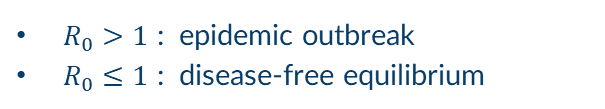 • R₀ > 1 : epidemic outbreak
• R₀ ≤ 1 : disease-free equilibrium